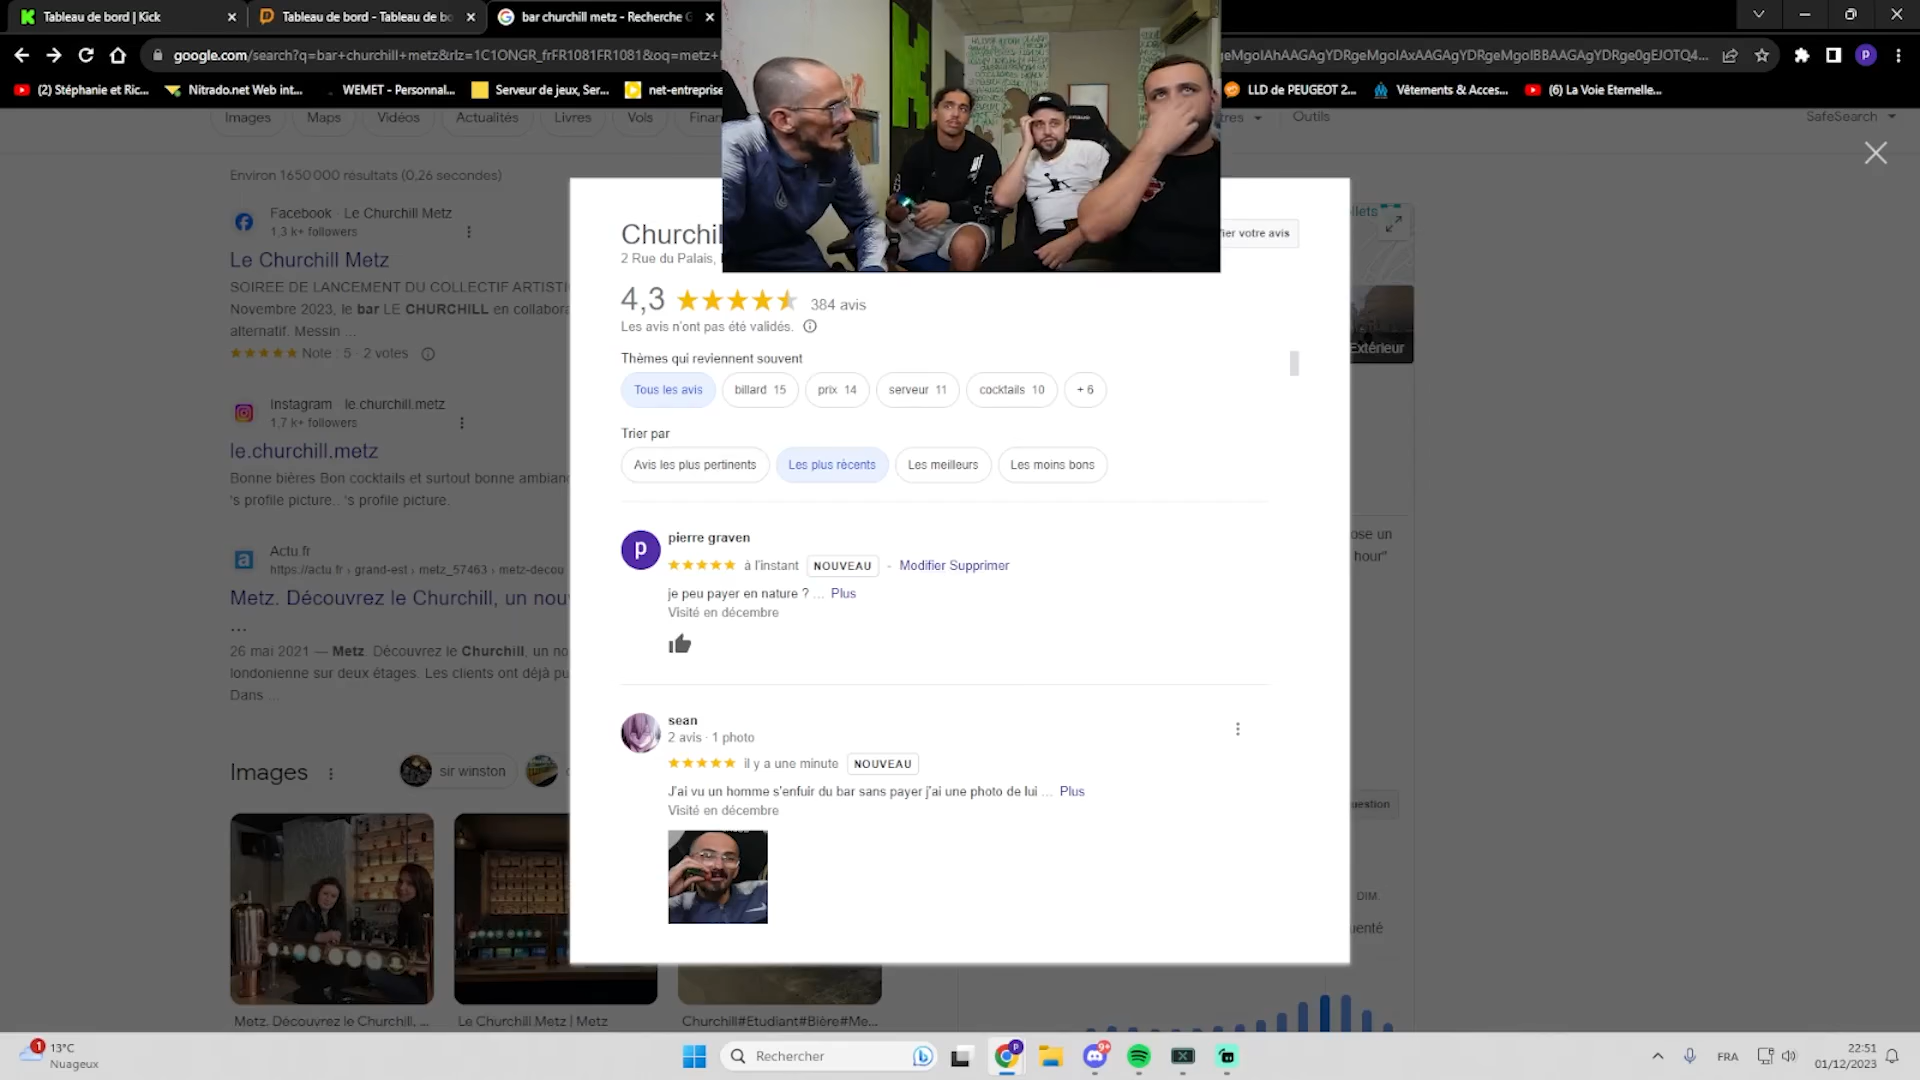 Tableau de bord | Kick
Tableau de bord - Tableau de bo
bar churchill metz - Recherche G
google.com/search?q=bar+churchill+metz&rlz=1C1ONGR_frFR1081FR1081&oq=metz+
eMgoIAhAAGAgYDRgeMgoIAxAAGAgYDRgeMgoIBBAAGAgYDRge0gEJOTQ4...
(2) Stéphanie et Ric...
Nitrado.net Web int...
WEMET - Personnal...
Serveur de jeux, Ser...
net-entreprise
LLD de PEUGEOT 2...
Vêtements & Acces...
(6) La Voie Eternelle...
Images
Maps
Vidéos
Actualités
Livres
Vols
Finan
tres
Outils
SafeSearch
Environ 1 650 000 résultats (0,26 secondes)
Facebook · Le Churchill Metz
1,3 k+ followers
Le Churchill Metz
SOIREE DE LANCEMENT DU COLLECTIF ARTISTI
Novembre 2023, le bar LE CHURCHILL en collabora
alternatif. Messin ...
Note : 5 · 2 votes
Instagram · le.churchill.metz
1,7 k+ followers
le.churchill.metz
Bonne bières Bon cocktails et surtout bonne ambian
's profile picture.. 's profile picture.
Actu.fr
https://actu.fr › grand-est › metz_57463 › metz-decou
Metz. Découvrez le Churchill, un nou
...
26 mai 2021 — Metz. Découvrez le Churchill, un no
londonienne sur deux étages. Les clients ont déjà pu
Dans ...
Images
sir winston
Metz. Découvrez le Churchill, ...
Le Churchill Metz | Metz
Churchill#Etudiant#Bière#Me...
Churchil
2 Rue du Palais,
ier votre avis
4,3
384 avis
Les avis n'ont pas été validés.
Thèmes qui reviennent souvent
Tous les avis
billard 15
prix 14
serveur 11
cocktails 10
+ 6
Trier par
Avis les plus pertinents
Les plus récents
Les meilleurs
Les moins bons
p
pierre graven
à l'instant NOUVEAU - Modifier Supprimer
je peu payer en nature ? ... Plus
Visité en décembre
sean
2 avis · 1 photo
il y a une minute NOUVEAU
J'ai vu un homme s'enfuir du bar sans payer j'ai une photo de lui ... Plus
Visité en décembre
llets
Extérieur
ose un
hour"
uestion
DIM.
uenté
1
13°C
Nuageux
Rechercher
9+
FRA
22:51
01/12/2023